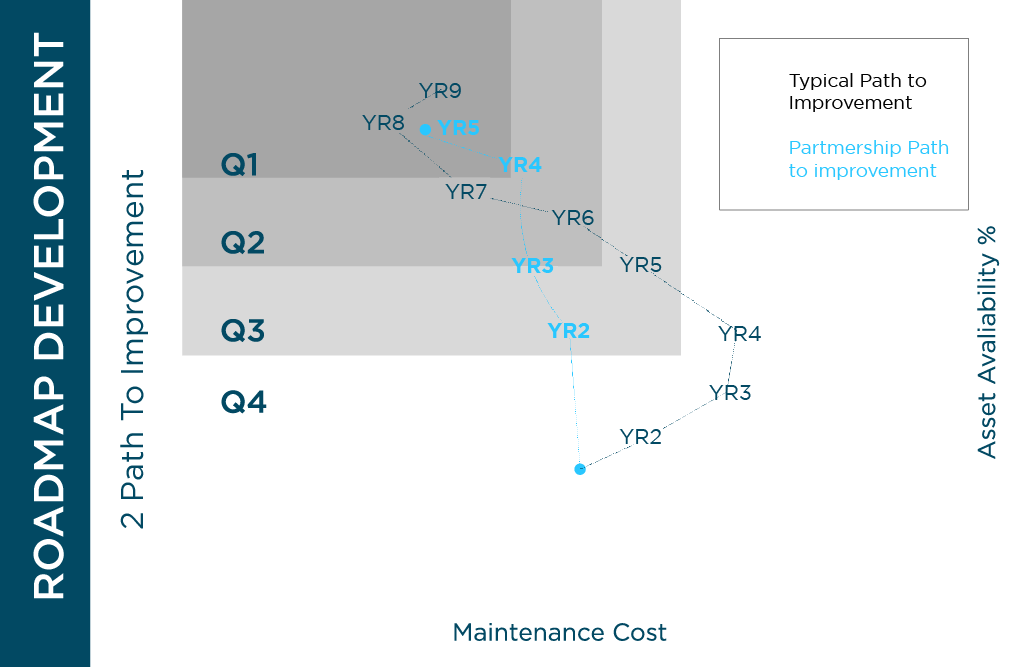 ROADMAP DEVELOPMENT
2 Path To Improvement
Q1
Q2
Q3
Q4
YR9
YR8
YR5
YR4
YR7
YR6
YR3
YR5
YR2
YR4
YR3
YR2
Typical Path to
Improvement
Partmership Path
to improvement
Asset Avaliability %
Maintenance Cost